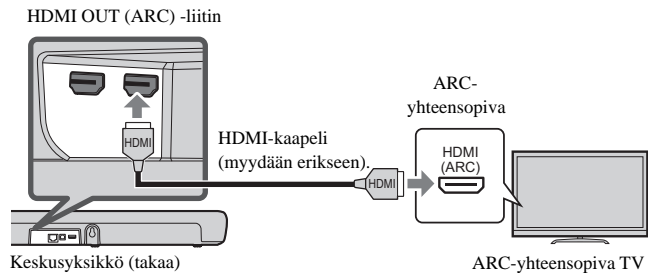 HDMI OUT (ARC) -liitin
HDMI
HDMI-kaapeli
(myydään erikseen).
HDMI
ARC-
yhteensopiva
HDMI
(ARC)
Keskusyksikkö (takaa)
ARC-yhteensopiva TV